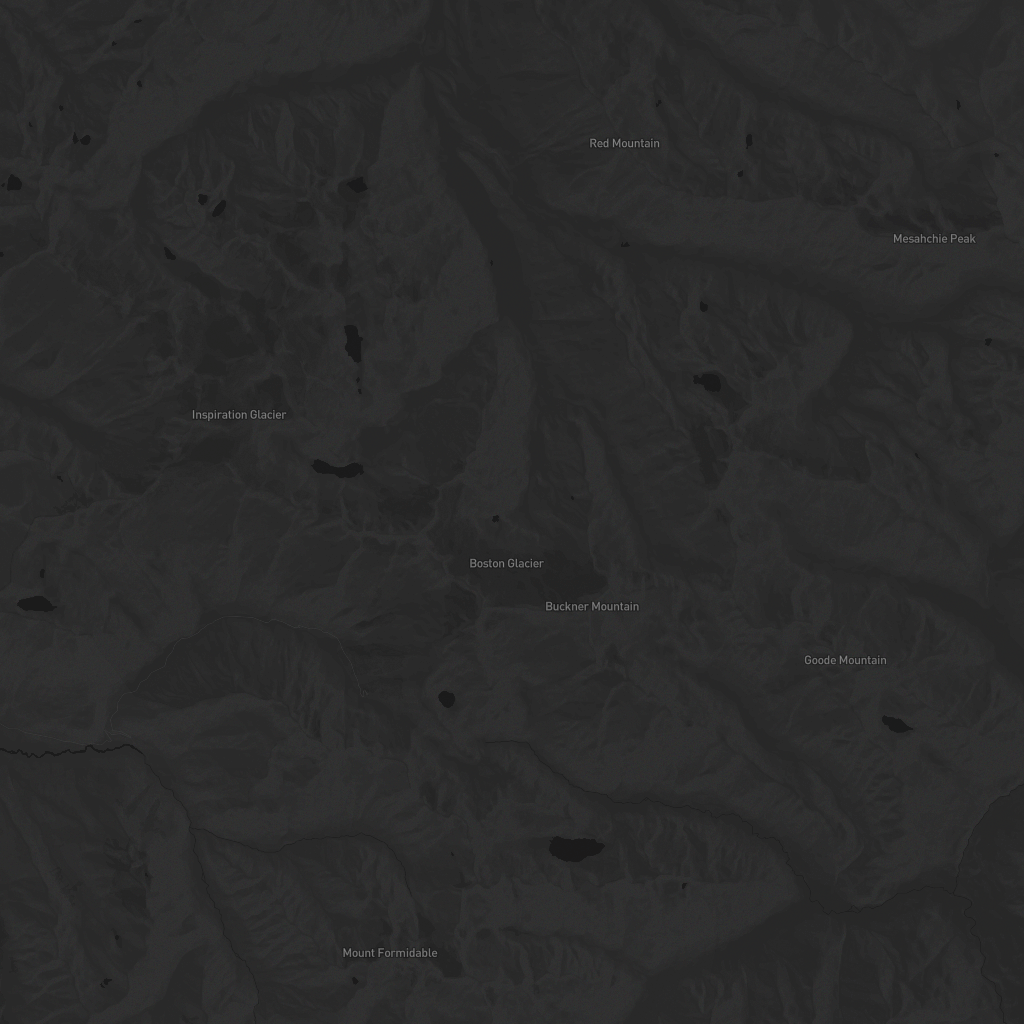 Red Mountain
Mesahchie Peak
Inspiration Glacier
Boston Glacier
Buckner Mountain
Goode Mountain
Mount Formidable